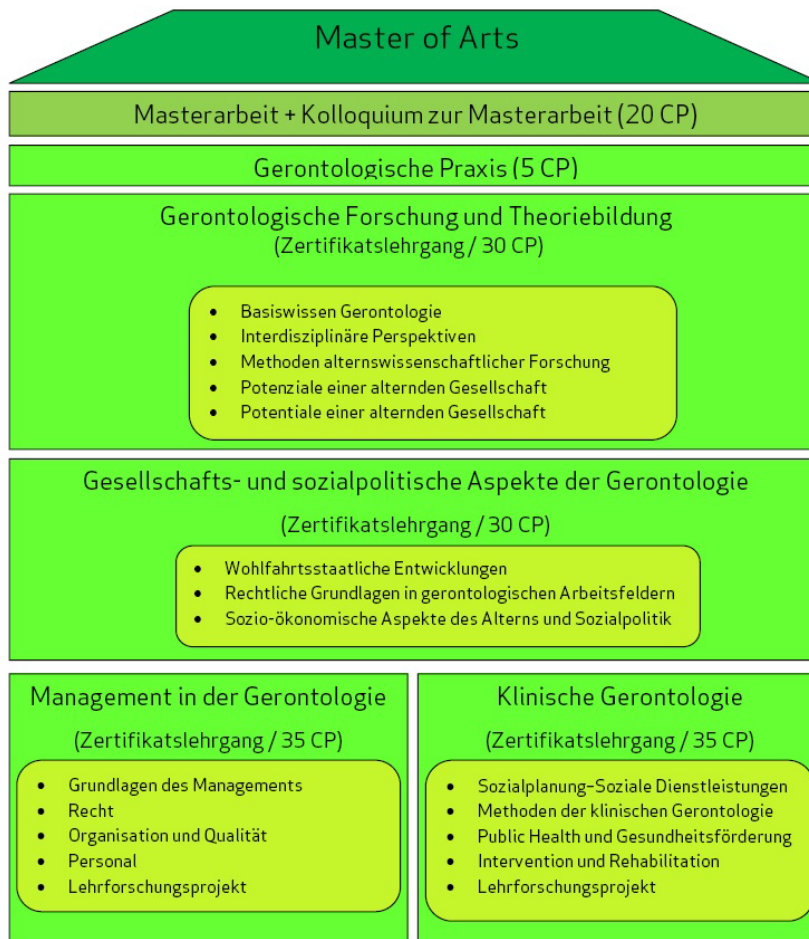 Master of Arts
Masterarbeit + Kolloquium zur Masterarbeit (20 CP)
Gerontologische Praxis (5 CP)
Gerontologische Forschung und Theoriebildung
(Zertifikatslehrgang / 30 CP)
• Basiswissen Gerontologie
• Interdisziplinäre Perspektiven
• Methoden alternswissenschaftlicher Forschung
• Potenziale einer alternden Gesellschaft
• Potentiale einer alternden Gesellschaft
Gesellschafts- und sozialpolitische Aspekte der Gerontologie
(Zertifikatslehrgang / 30 CP)
• Wohlfahrtsstaatliche Entwicklungen
• Rechtliche Grundlagen in gerontologischen Arbeitsfeldern
• Sozio-ökonomische Aspekte des Alterns und Sozialpolitik
Management in der Gerontologie
(Zertifikatslehrgang / 35 CP)
• Grundlagen des Managements
• Recht
• Organisation und Qualität
• Personal
• Lehrforschungsprojekt
Klinische Gerontologie
(Zertifikatslehrgang / 35 CP)
• Sozialplanung–Soziale Dienstleistungen
• Methoden der klinischen Gerontologie
• Public Health und Gesundheitsförderung
• Intervention und Rehabilitation
• Lehrforschungsprojekt